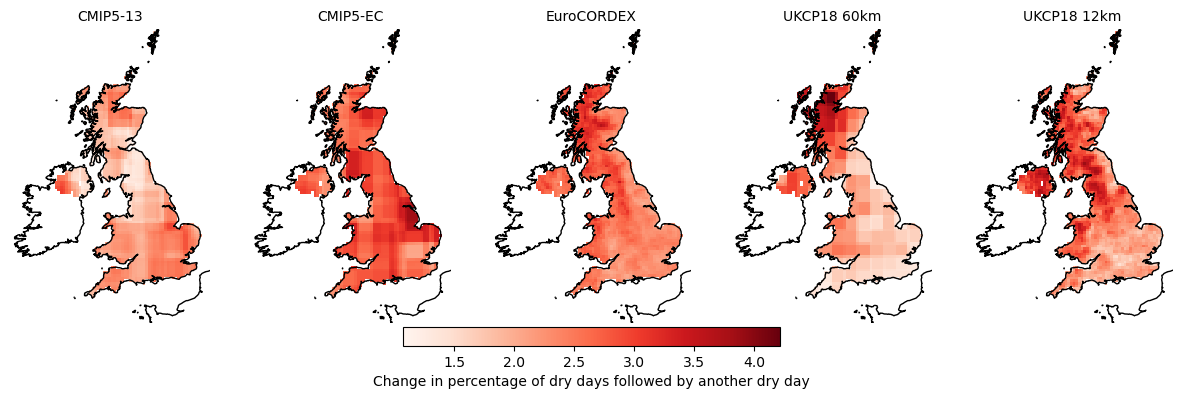 CMIP5-13
CMIP5-EC
EuroCORDEX
UKCP18 60km
UKCP18 12km
1.5 2.0 2.5 3.0 3.5 4.0
Change in percentage of dry days followed by another dry day